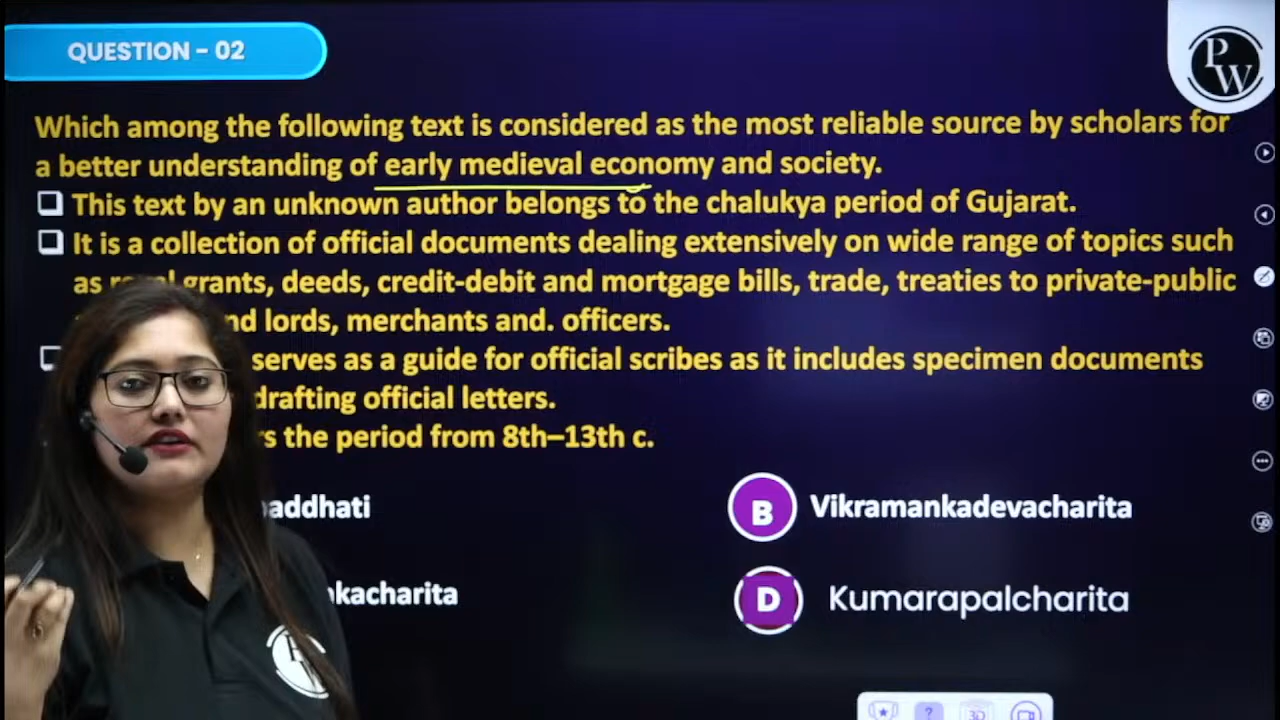 QUESTION - 02
PW
Which among the following text is considered as the most reliable source by scholars for
a better understanding of early medieval economy and society.
This text by an unknown author belongs to the chalukya period of Gujarat.
It is a collection of official documents dealing extensively on wide range of topics such
as grants, deeds, credit-debit and mortgage bills, trade, treaties to private-public
lords, merchants and. officers.
serves as a guide for official scribes as it includes specimen documents
drafting official letters.
the period from 8th–13th c.
B Vikramankadevacharita
D Kumarapalcharita
?
3D